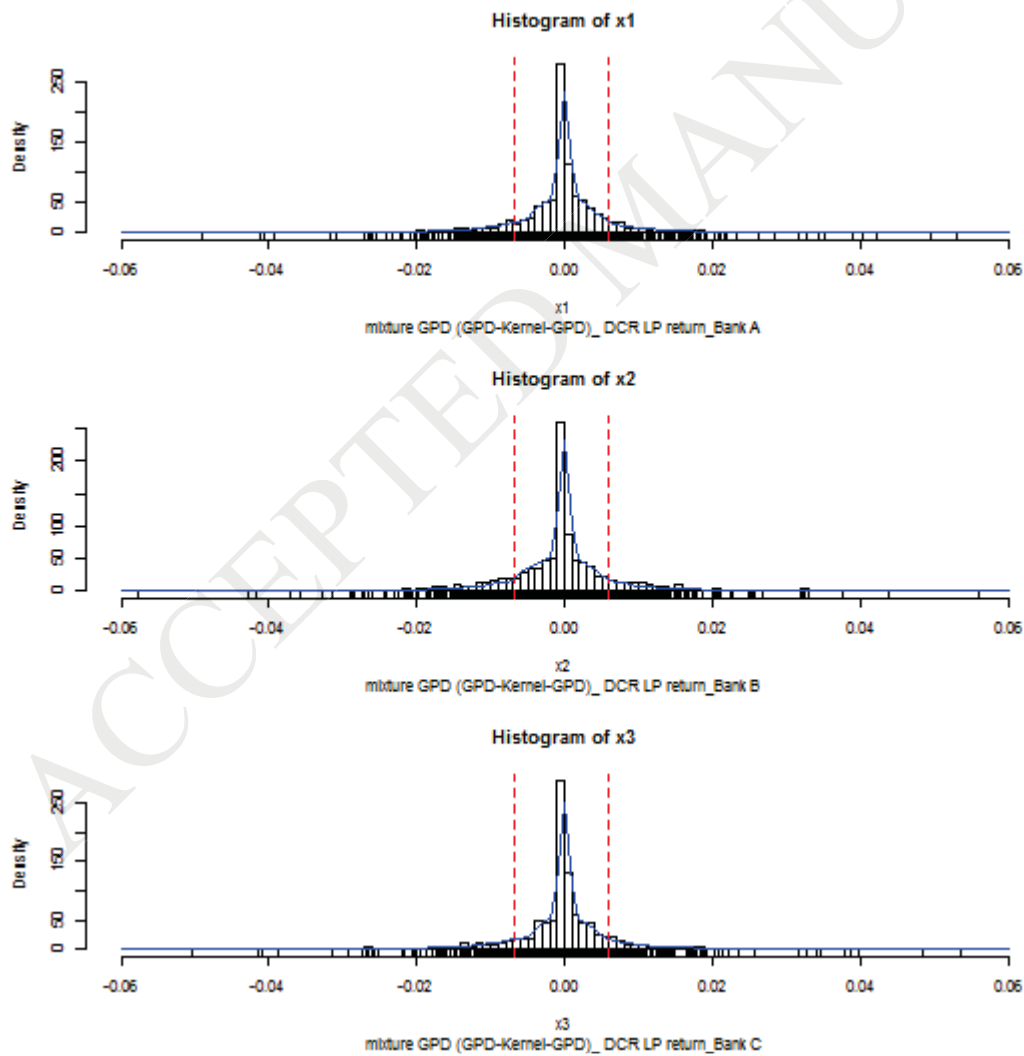 Histogram of x1
Density
0 50 150 250
-0.06 -0.04 -0.02 0.00 0.02 0.04 0.06
x1
mixture GPD (GPD-Kernel-GPD)_ DCR LP return_Bank A
Histogram of x2
Density
0 50 100 200
-0.06 -0.04 -0.02 0.00 0.02 0.04 0.06
x2
mixture GPD (GPD-Kernel-GPD)_ DCR LP return_Bank B
Histogram of x3
Density
0 50 150 250
-0.06 -0.04 -0.02 0.00 0.02 0.04 0.06
x3
mixture GPD (GPD-Kernel-GPD)_ DCR LP return_Bank C
ACCEPTED MANU